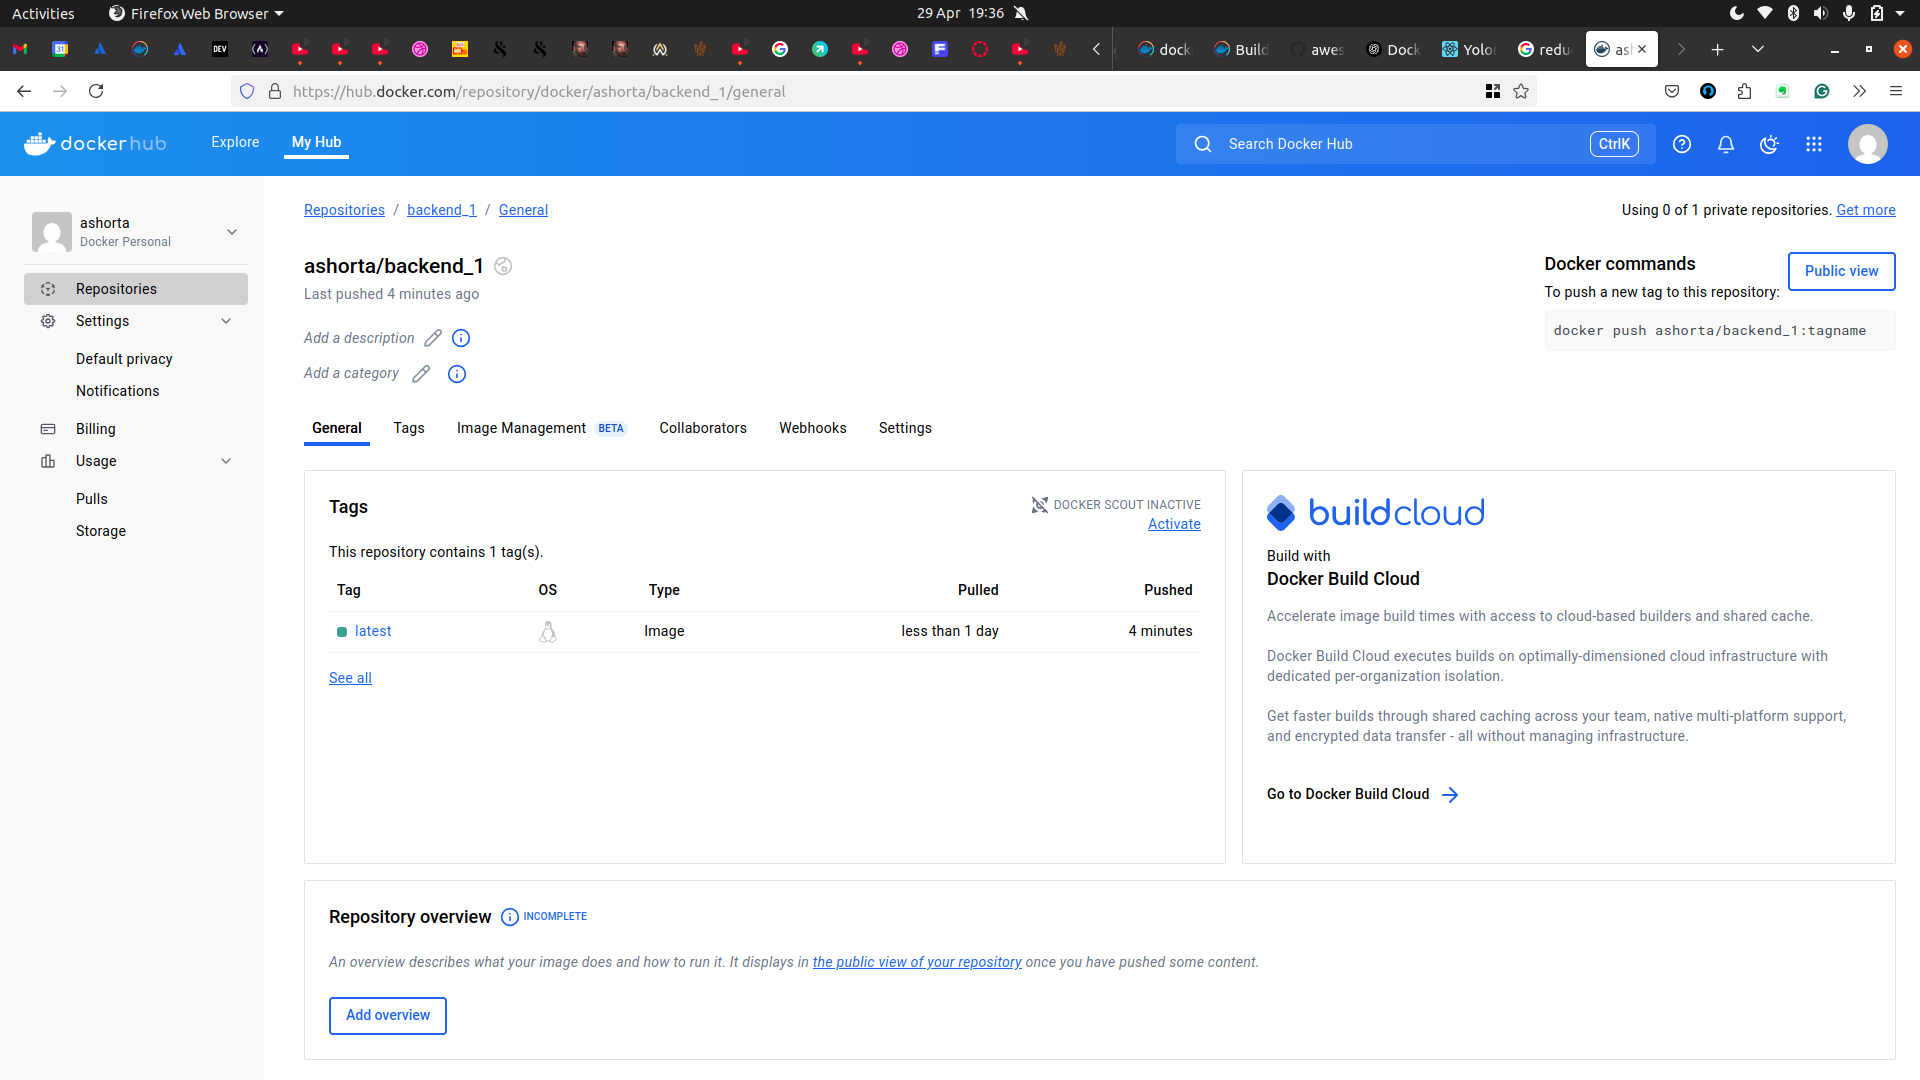 Activities
Firefox Web Browser
29 Apr 19:36
dock
Build
awes
Dock
Yolo
redu
as
https://hub.docker.com/repository/docker/ashorta/backend_1/general
dockerhub
Explore
My Hub
Search Docker Hub
CtrlK
ashorta
Docker Personal
Repositories
Settings
Default privacy
Notifications
Billing
Usage
Pulls
Storage
Repositories / backend_1 / General
Using 0 of 1 private repositories. Get more
ashorta/backend_1
Last pushed 4 minutes ago
Add a description
Add a category
Docker commands
Public view
To push a new tag to this repository:
docker push ashorta/backend_1:tagname
General
Tags
Image Management BETA
Collaborators
Webhooks
Settings
Tags
DOCKER SCOUT INACTIVE
Activate
This repository contains 1 tag(s).
Tag OS Type Pulled Pushed
latest Image less than 1 day 4 minutes
See all
buildcloud
Build with
Docker Build Cloud
Accelerate image build times with access to cloud-based builders and shared cache.
Docker Build Cloud executes builds on optimally-dimensioned cloud infrastructure with
dedicated per-organization isolation.
Get faster builds through shared caching across your team, native multi-platform support,
and encrypted data transfer - all without managing infrastructure.
Go to Docker Build Cloud
Repository overview
INCOMPLETE
An overview describes what your image does and how to run it. It displays in the public view of your repository once you have pushed some content.
Add overview